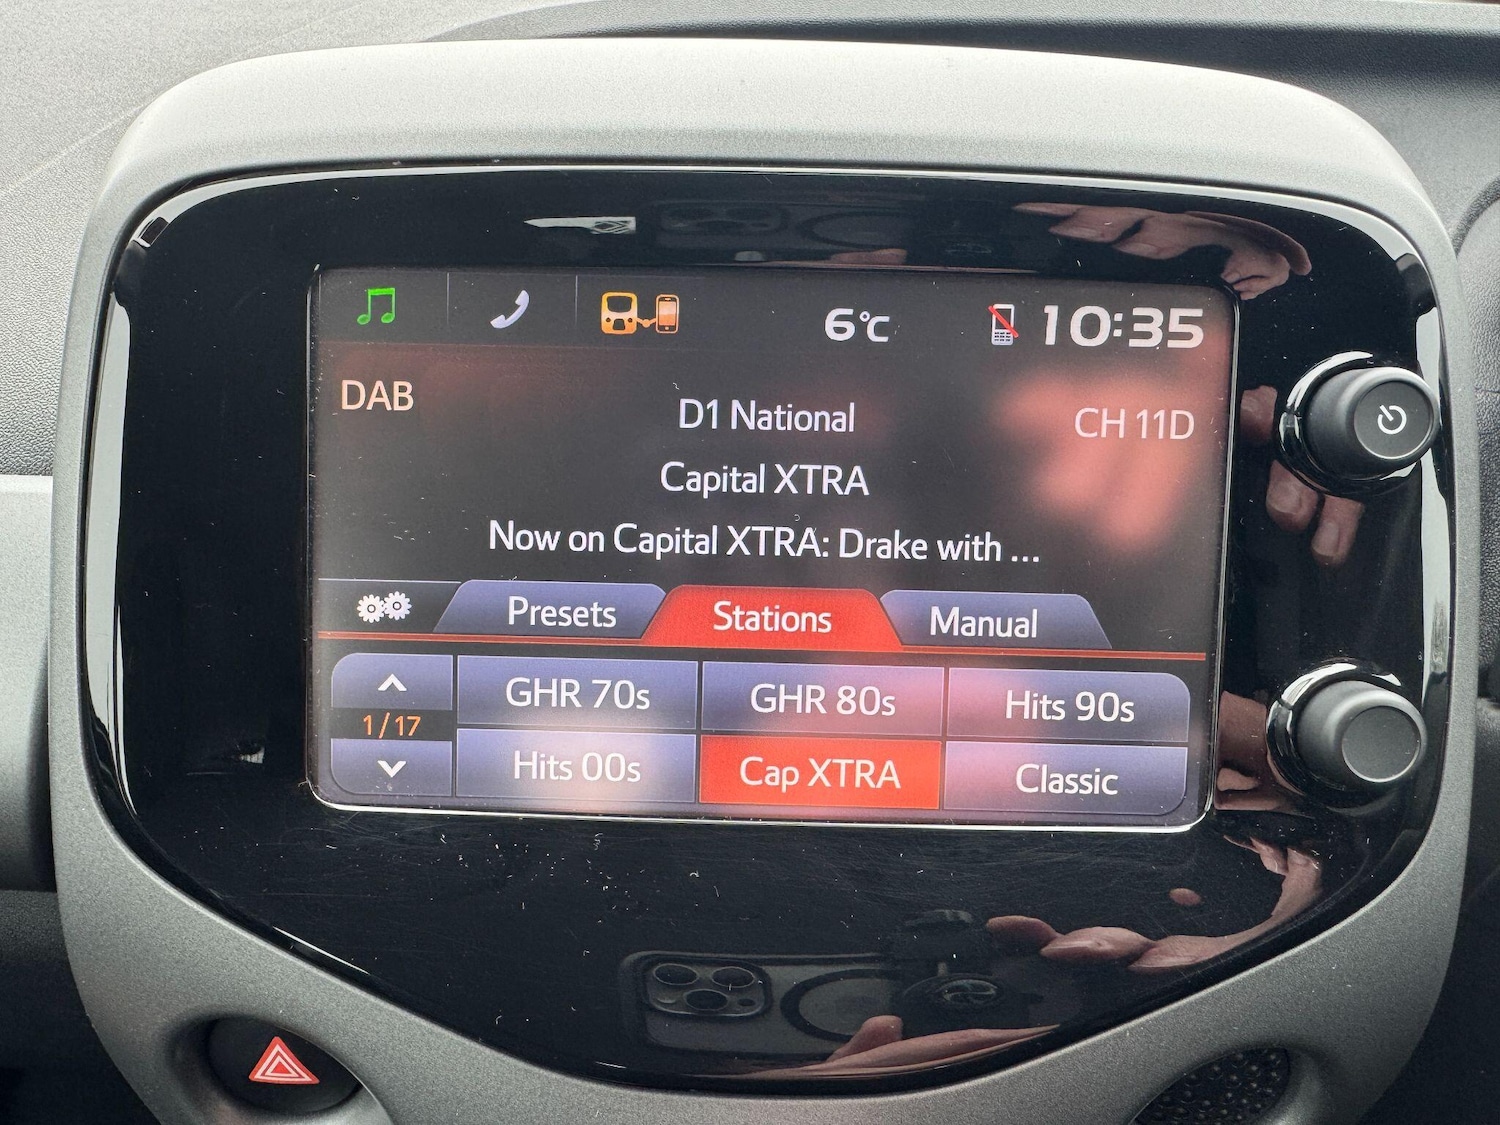 6°C
10:35
DAB
D1 National
CH 11D
Capital XTRA
Now on Capital XTRA: Drake with ...
Presets
Stations
Manual
GHR 70s
GHR 80s
Hits 90s
1/17
Hits 00s
Cap XTRA
Classic